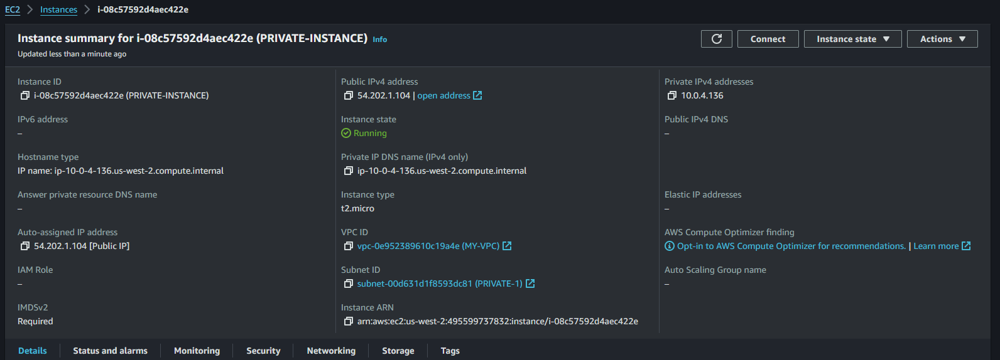 EC2 > Instances > i-08c57592d4aec422e
Instance summary for i-08c57592d4aec422e (PRIVATE-INSTANCE) Info
Updated less than a minute ago
Connect
Instance state
Actions
Instance ID
i-08c57592d4aec422e (PRIVATE-INSTANCE)
Public IPv4 address
54.202.1.104 | open address
Private IPv4 addresses
10.0.4.136
IPv6 address
–
Instance state
Running
Public IPv4 DNS
–
Hostname type
IP name: ip-10-0-4-136.us-west-2.compute.internal
Private IP DNS name (IPv4 only)
ip-10-0-4-136.us-west-2.compute.internal
Answer private resource DNS name
–
Instance type
t2.micro
Elastic IP addresses
–
Auto-assigned IP address
54.202.1.104 [Public IP]
VPC ID
vpc-0e952389610c19a4e (MY-VPC)
AWS Compute Optimizer finding
Opt-in to AWS Compute Optimizer for recommendations. | Learn more
IAM Role
–
Subnet ID
subnet-00d631d1f8593dc81 (PRIVATE-1)
Auto Scaling Group name
–
IMDSv2
Required
Instance ARN
arn:aws:ec2:us-west-2:495599737832:instance/i-08c57592d4aec422e
Details
Status and alarms
Monitoring
Security
Networking
Storage
Tags